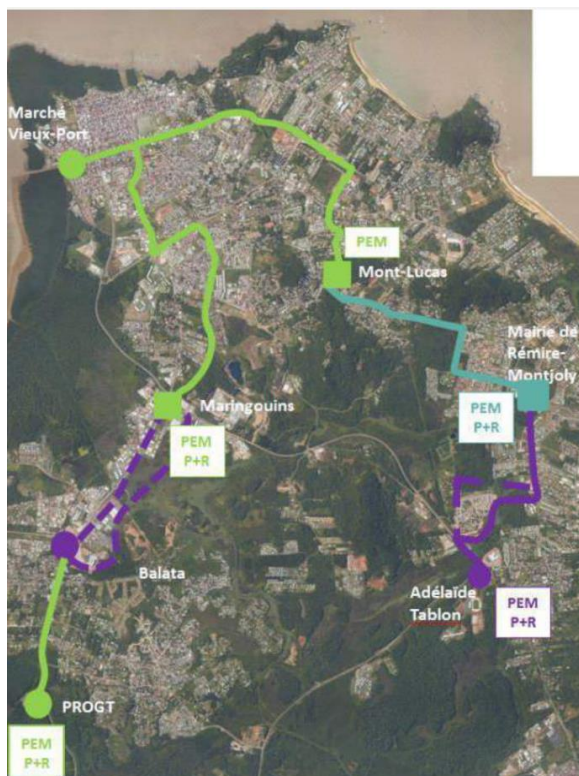 Marché
Vieux-Port
PEM
Mont-Lucas
Mairie de
Rémire-
Montjoly
PEM
P+R
Maringouins
PEM
P+R
Balata
Adélaïde
Tablon
PEM
P+R
PROGT
PEM
P+R